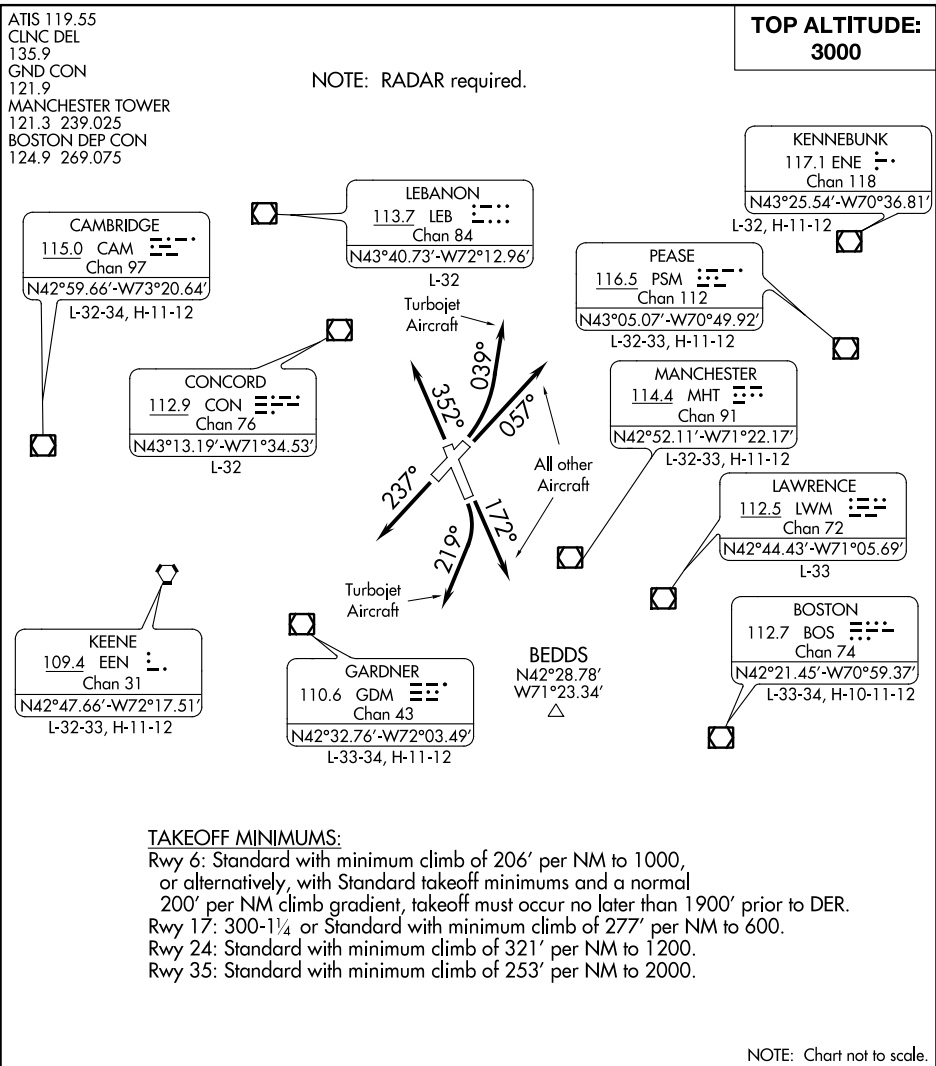 ATIS 119.55
CLNC DEL
135.9
GND CON
121.9
MANCHESTER TOWER
121.3 239.025
BOSTON DEP CON
124.9 269.075
NOTE: RADAR required.
TOP ALTITUDE:
3000
KENNEBUNK
117.1 ENE
Chan 118
N43°25.54'-W70°36.81'
L-32, H-11-12
LEBANON
113.7 LEB
Chan 84
N43°40.73'-W72°12.96'
L-32
CAMBRIDGE
115.0 CAM
Chan 97
N42°59.66'-W73°20.64'
L-32-34, H-11-12
PEASE
116.5 PSM
Chan 112
N43°05.07'-W70°49.92'
L-32-33, H-11-12
Turbojet
Aircraft
CONCORD
112.9 CON
Chan 76
N43°13.19'-W71°34.53'
L-32
MANCHESTER
114.4 MHT
Chan 91
N42°52.11'-W71°22.17'
L-32-33, H-11-12
352°
039°
057°
237°
219°
172°
All other
Aircraft
LAWRENCE
112.5 LWM
Chan 72
N42°44.43'-W71°05.69'
L-33
Turbojet
Aircraft
KEENE
109.4 EEN
Chan 31
N42°47.66'-W72°17.51'
L-32-33, H-11-12
GARDNER
110.6 GDM
Chan 43
N42°32.76'-W72°03.49'
L-33-34, H-11-12
BEDDS
N42°28.78'
W71°23.34'
BOSTON
112.7 BOS
Chan 74
N42°21.45'-W70°59.37'
L-33-34, H-10-11-12
TAKEOFF MINIMUMS:
Rwy 6: Standard with minimum climb of 206' per NM to 1000,
or alternatively, with Standard takeoff minimums and a normal
200' per NM climb gradient, takeoff must occur no later than 1900' prior to DER.
Rwy 17: 300-1¼ or Standard with minimum climb of 277' per NM to 600.
Rwy 24: Standard with minimum climb of 321' per NM to 1200.
Rwy 35: Standard with minimum climb of 253' per NM to 2000.
NOTE: Chart not to scale.